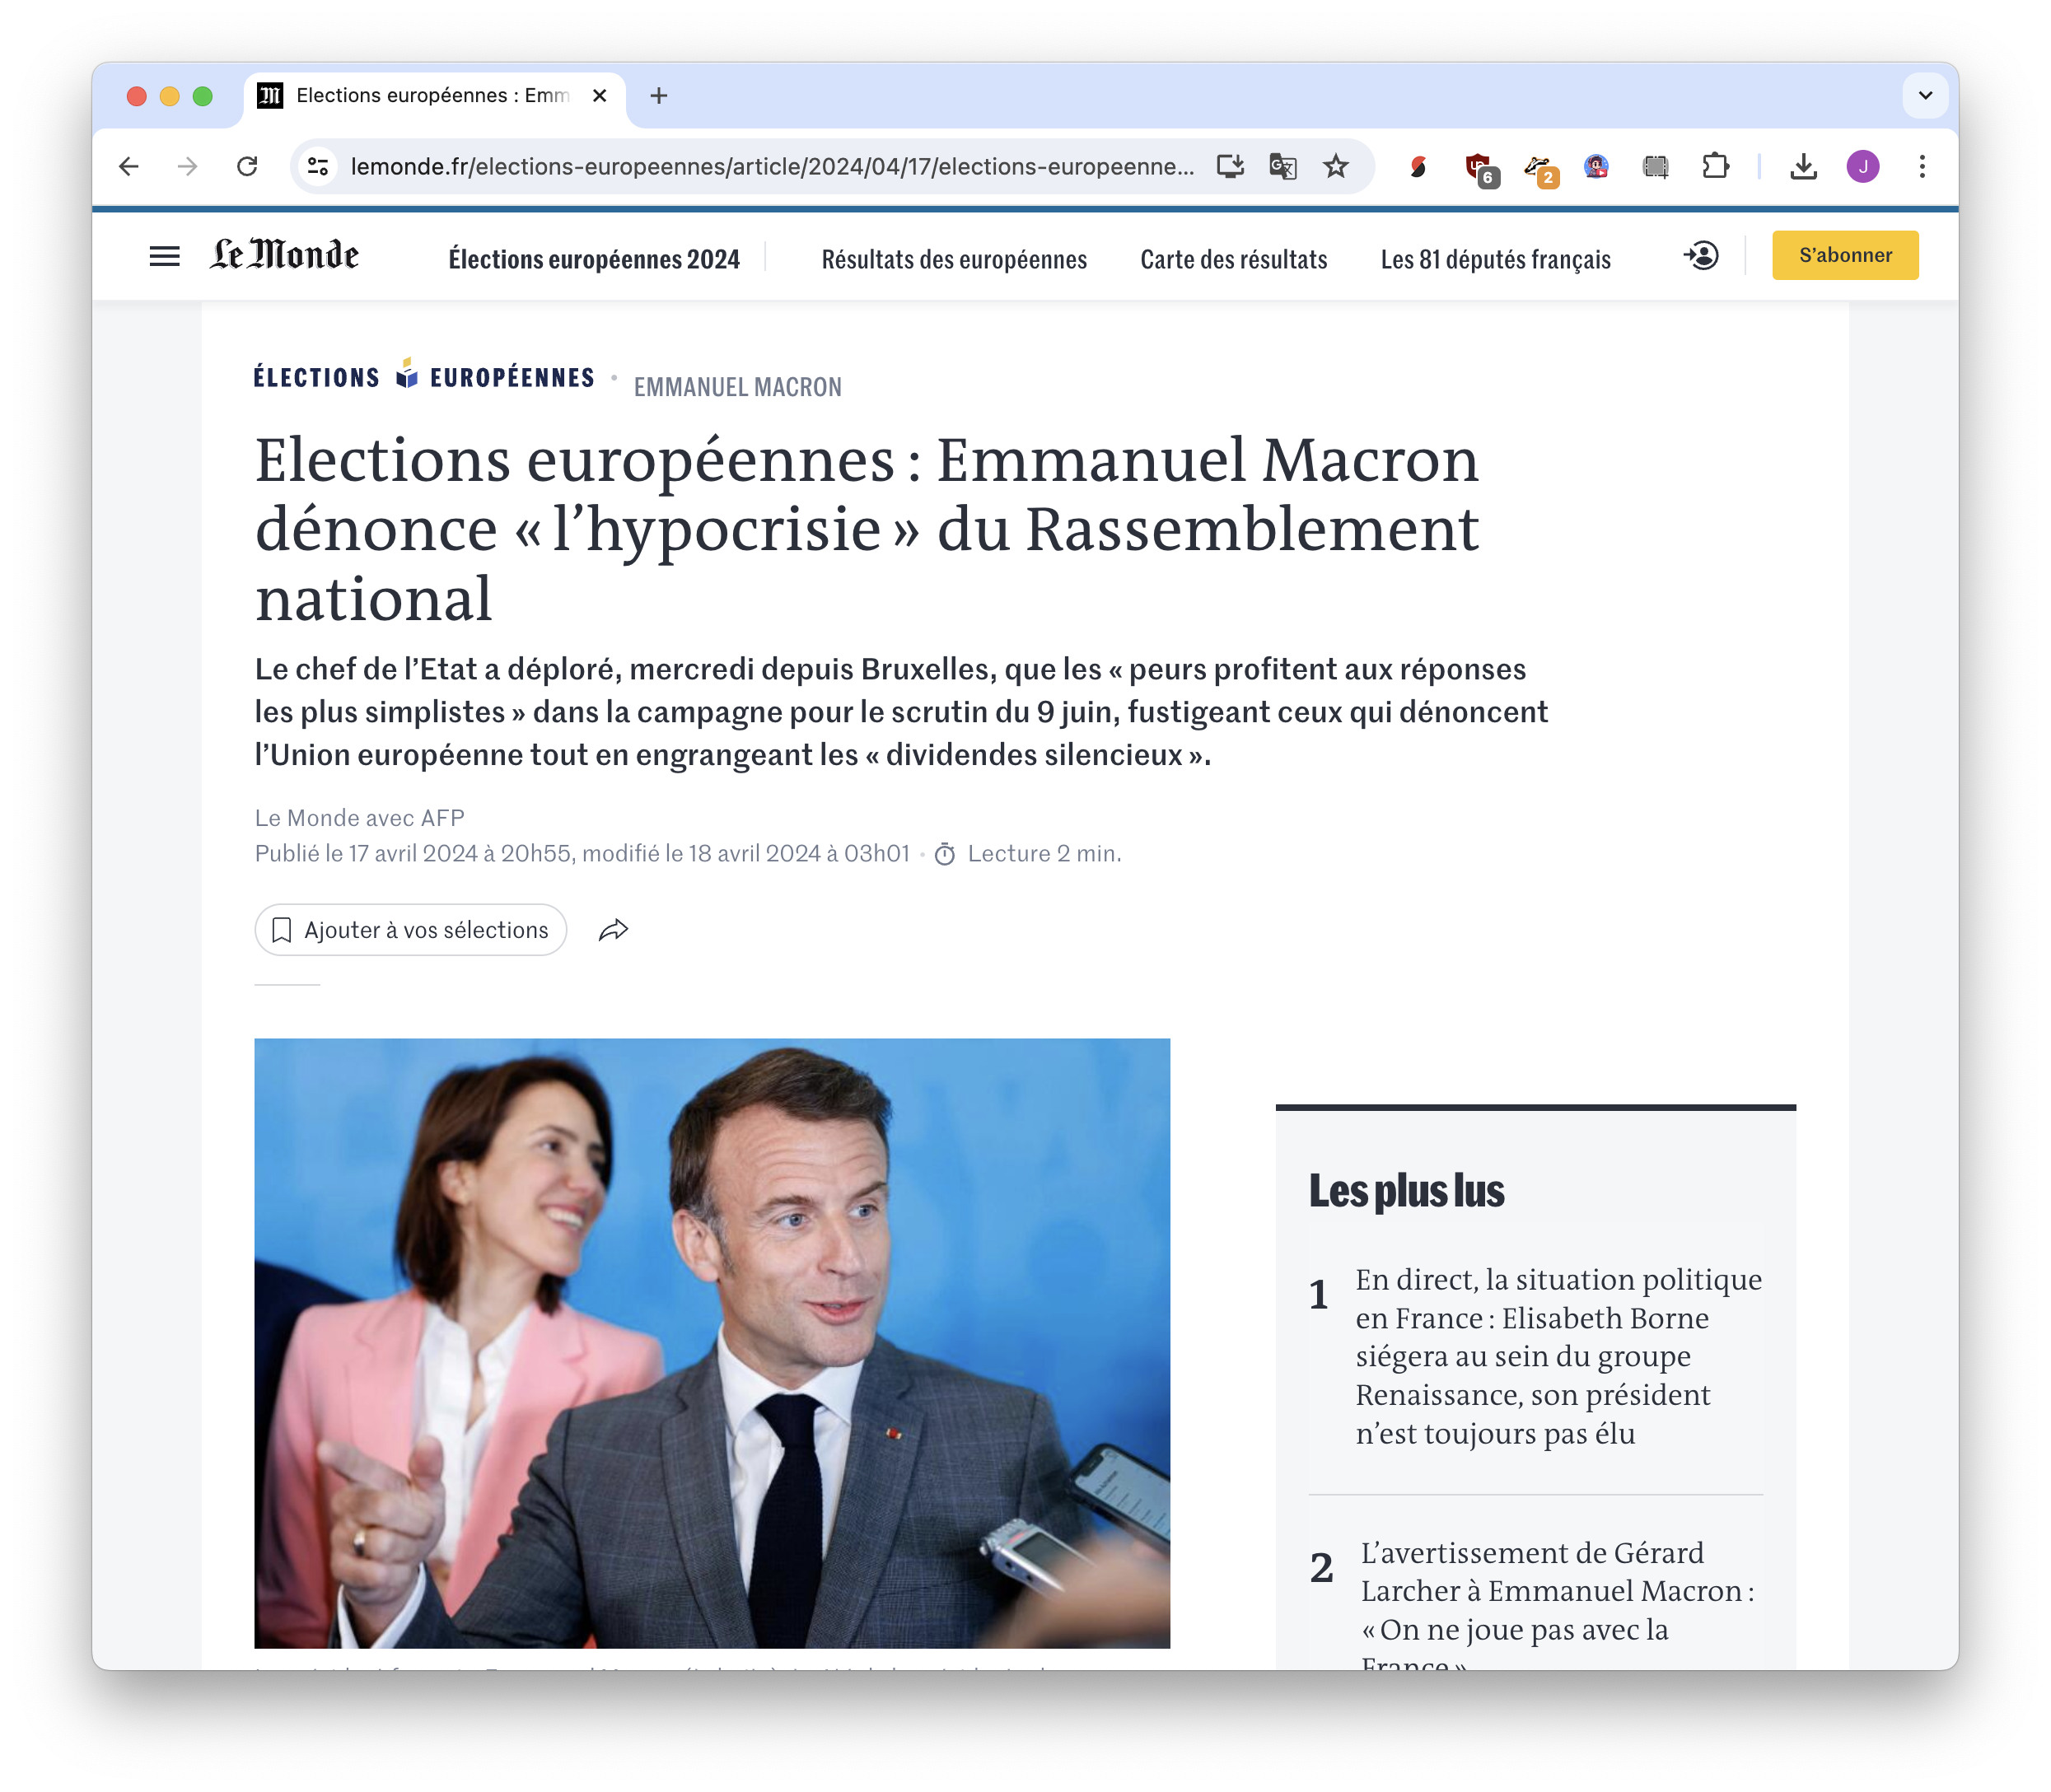 Elections européennes : Emm
lemonde.fr/elections-europeennes/article/2024/04/17/elections-europeenne...
6
2
J
Le Monde
Élections européennes 2024
Résultats des européennes
Carte des résultats
Les 81 députés français
S'abonner
ÉLECTIONS EUROPÉENNES • EMMANUEL MACRON
Elections européennes : Emmanuel Macron
dénonce « l'hypocrisie » du Rassemblement
national
Le chef de l'Etat a déploré, mercredi depuis Bruxelles, que les « peurs profitent aux réponses
les plus simplistes » dans la campagne pour le scrutin du 9 juin, fustigeant ceux qui dénoncent
l'Union européenne tout en engrangeant les « dividendes silencieux ».
Le Monde avec AFP
Publié le 17 avril 2024 à 20h55, modifié le 18 avril 2024 à 03h01 • Lecture 2 min.
Ajouter à vos sélections
Les plus lus
1
En direct, la situation politique
en France : Elisabeth Borne
siégera au sein du groupe
Renaissance, son président
n'est toujours pas élu
2
L'avertissement de Gérard
Larcher à Emmanuel Macron :
« On ne joue pas avec la
France »